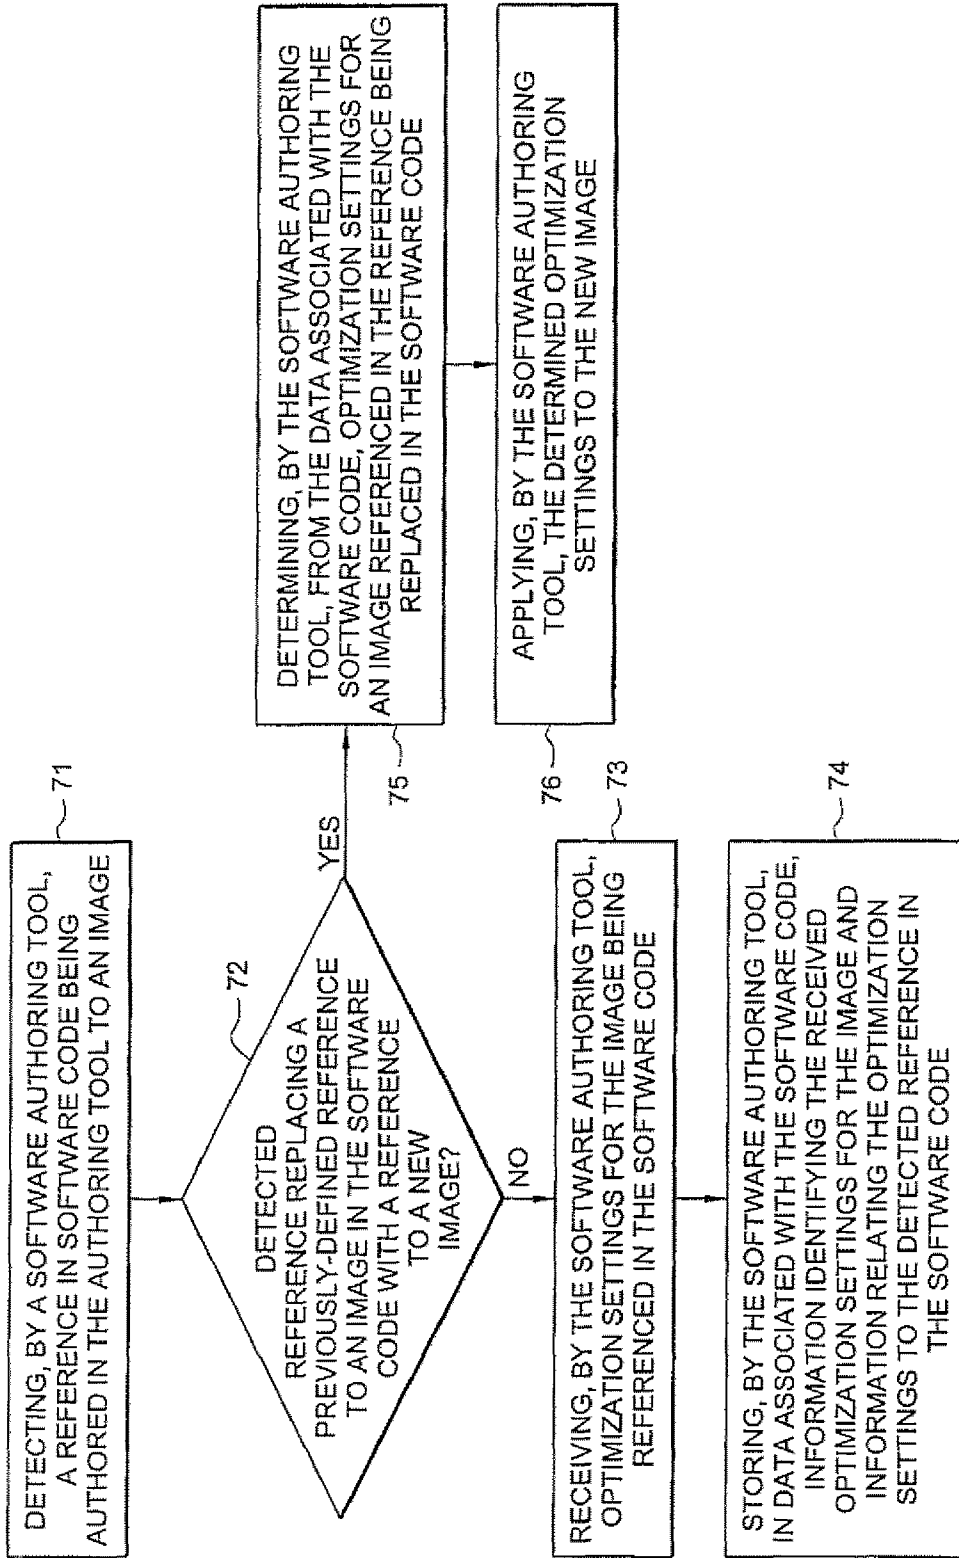 DETECTING, BY A SOFTWARE AUTHORING TOOL,
A REFERENCE IN SOFTWARE CODE BEING
AUTHORED IN THE AUTHORING TOOL TO AN IMAGE
71
72
DETECTED
REFERENCE REPLACING A
PREVIOUSLY-DEFINED REFERENCE
TO AN IMAGE IN THE SOFTWARE
CODE WITH A REFERENCE
TO A NEW
IMAGE?
YES
NO
DETERMINING, BY THE SOFTWARE AUTHORING
TOOL, FROM THE DATA ASSOCIATED WITH THE
SOFTWARE CODE, OPTIMIZATION SETTINGS FOR
AN IMAGE REFERENCED IN THE REFERENCE BEING
REPLACED IN THE SOFTWARE CODE
75
APPLYING, BY THE SOFTWARE AUTHORING
TOOL, THE DETERMINED OPTIMIZATION
SETTINGS TO THE NEW IMAGE
76
RECEIVING, BY THE SOFTWARE AUTHORING TOOL,
OPTIMIZATION SETTINGS FOR THE IMAGE BEING
REFERENCED IN THE SOFTWARE CODE
73
STORING, BY THE SOFTWARE AUTHORING TOOL,
IN DATA ASSOCIATED WITH THE SOFTWARE CODE,
INFORMATION IDENTIFYING THE RECEIVED
OPTIMIZATION SETTINGS FOR THE IMAGE AND
INFORMATION RELATING THE OPTIMIZATION
SETTINGS TO THE DETECTED REFERENCE IN
THE SOFTWARE CODE
74